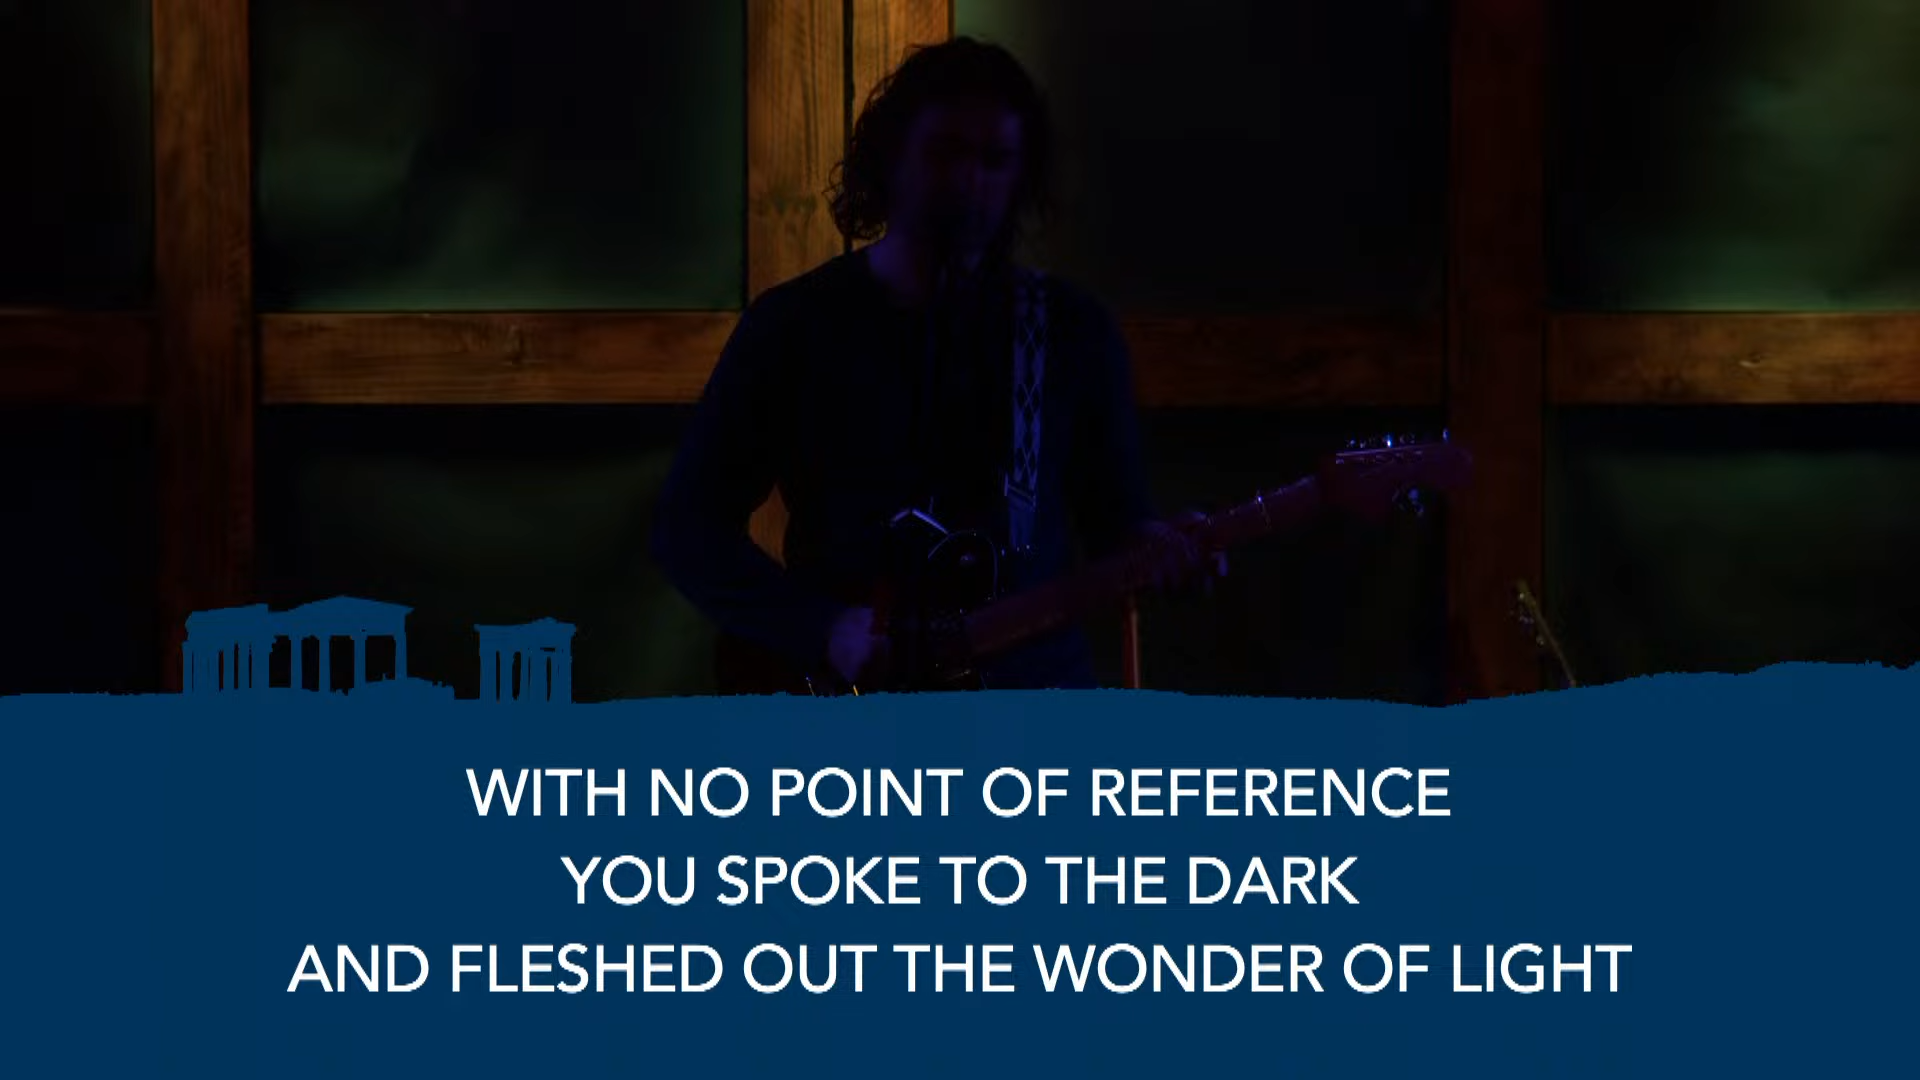 WITH NO POINT OF REFERENCE
YOU SPOKE TO THE DARK
AND FLESHED OUT THE WONDER OF LIGHT